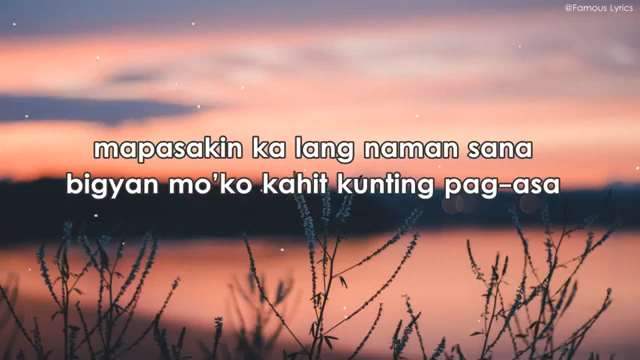 @Famous Lyrics
mapasakin ka lang naman sana
bigyan mo'ko kahit kunting pag-asa